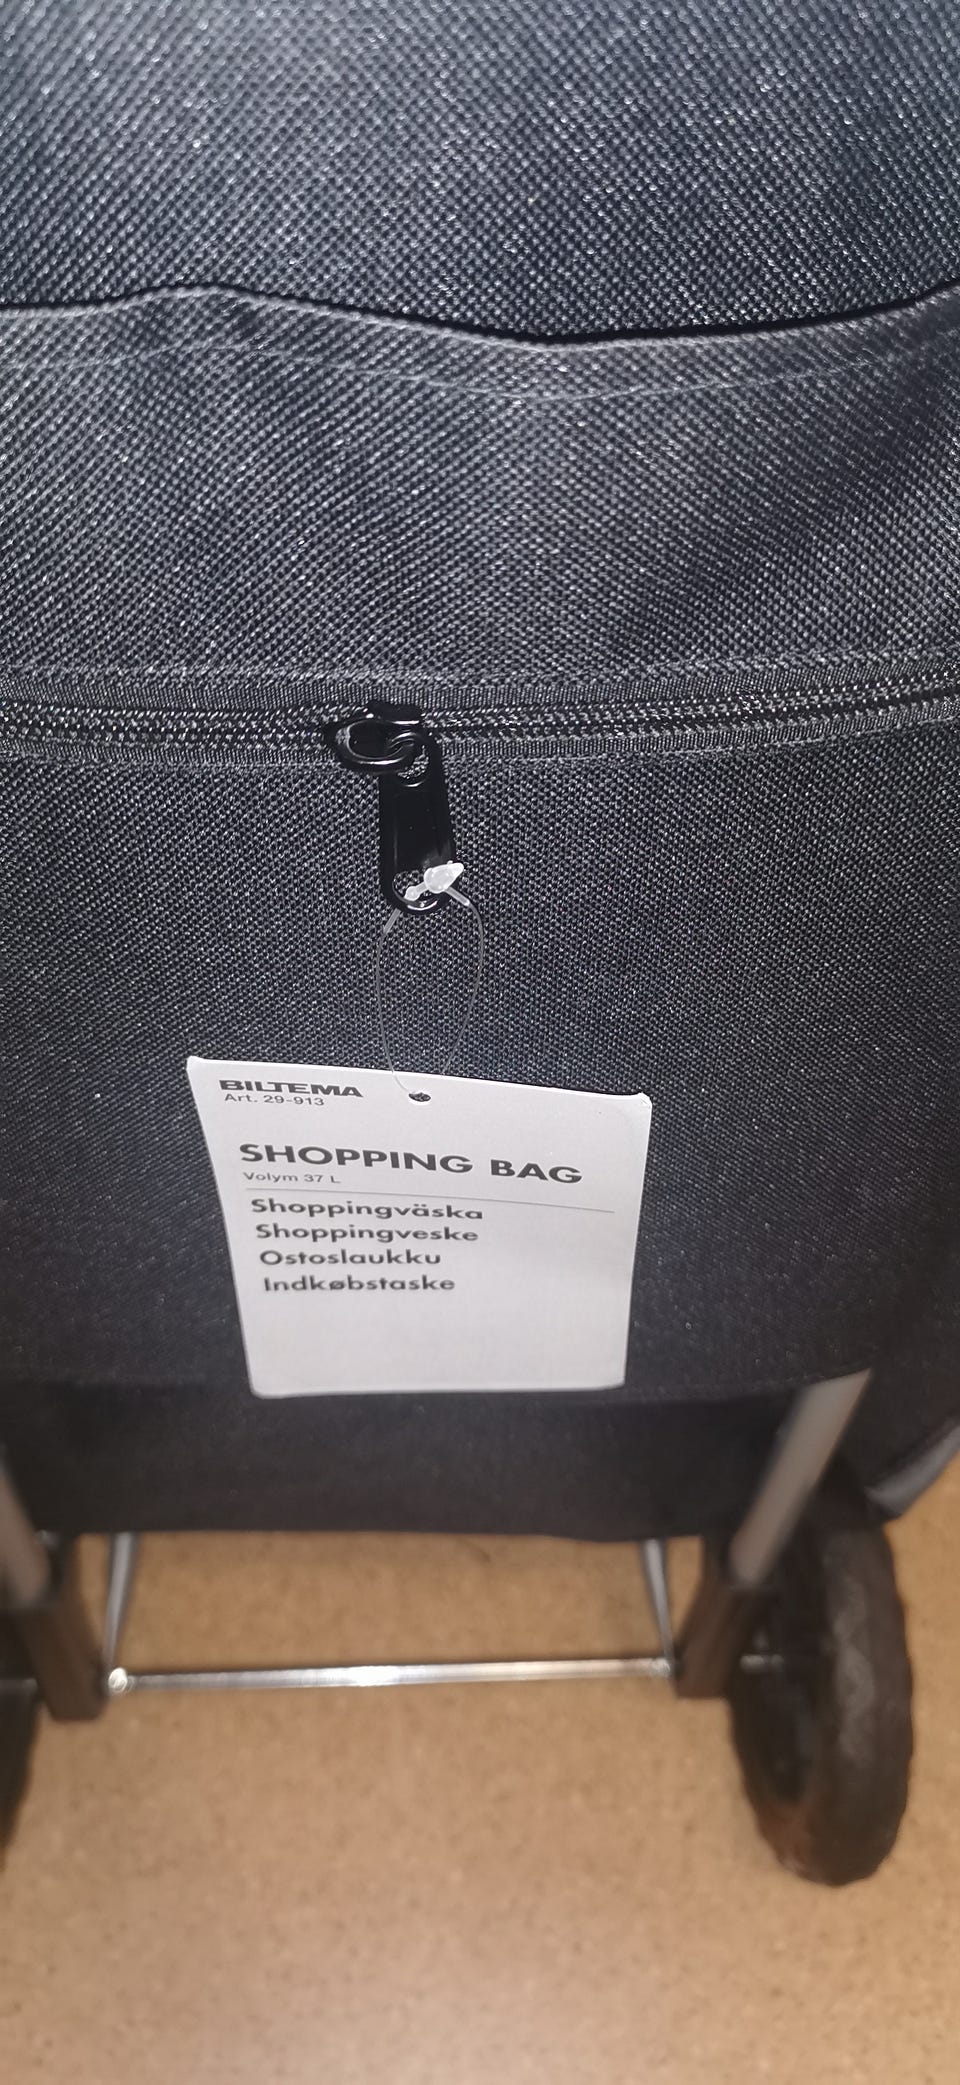 BILTEMA
Art. 29-913
SHOPPING BAG
Volym 37 L
Shoppingväska
Shoppingveske
Ostoslaukku
Indkøbstaske